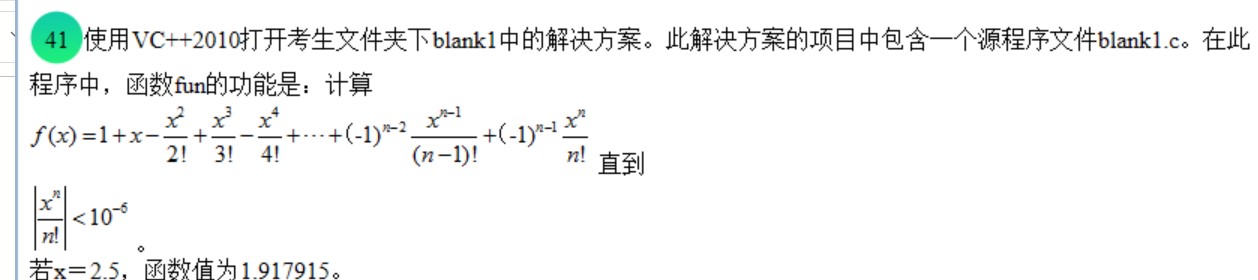 41 使用VC++2010打开考生文件夹下blank1中的解决方案。此解决方案的项目中包含一个源程序文件blank1.c。在此
程序中，函数fun的功能是：计算
f(x)=1+x-\frac{x^2}{2!}+\frac{x^3}{3!}-\frac{x^4}{4!}+⋯+(-1)^{n-2}\frac{x^{n-1}}{(n-1)!}+(-1)^{n-1}\frac{x^n}{n!} 直到
\left|\frac{x^n}{n!}\right|<10^{-6} 。
若x＝2.5，函数值为1.917915。